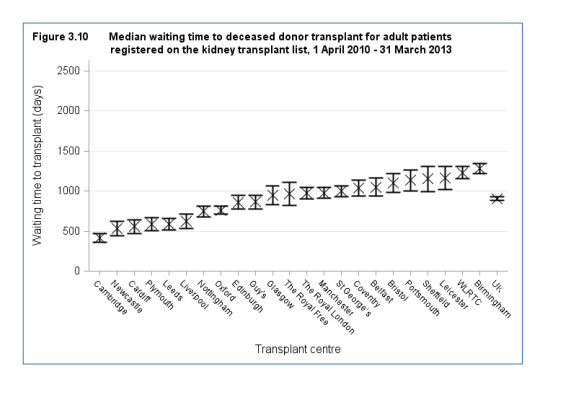 Figure 3.10 Median waiting time to deceased donor transplant for adult patients
registered on the kidney transplant list, 1 April 2010 - 31 March 2013
Waiting time to transplant (days)
2500
2000
1500
1000
500
0
Cambridge
Newcastle
Cardiff
Plymouth
Leeds
Liverpool
Nottingham
Oxford
Edinburgh
Guy's
Glasgow
The Royal Free
The Royal London
Manchester
St George's
Coventry
Belfast
Bristol
Portsmouth
Sheffield
Leicester
WLRTC
Birmingham
UK
Transplant centre